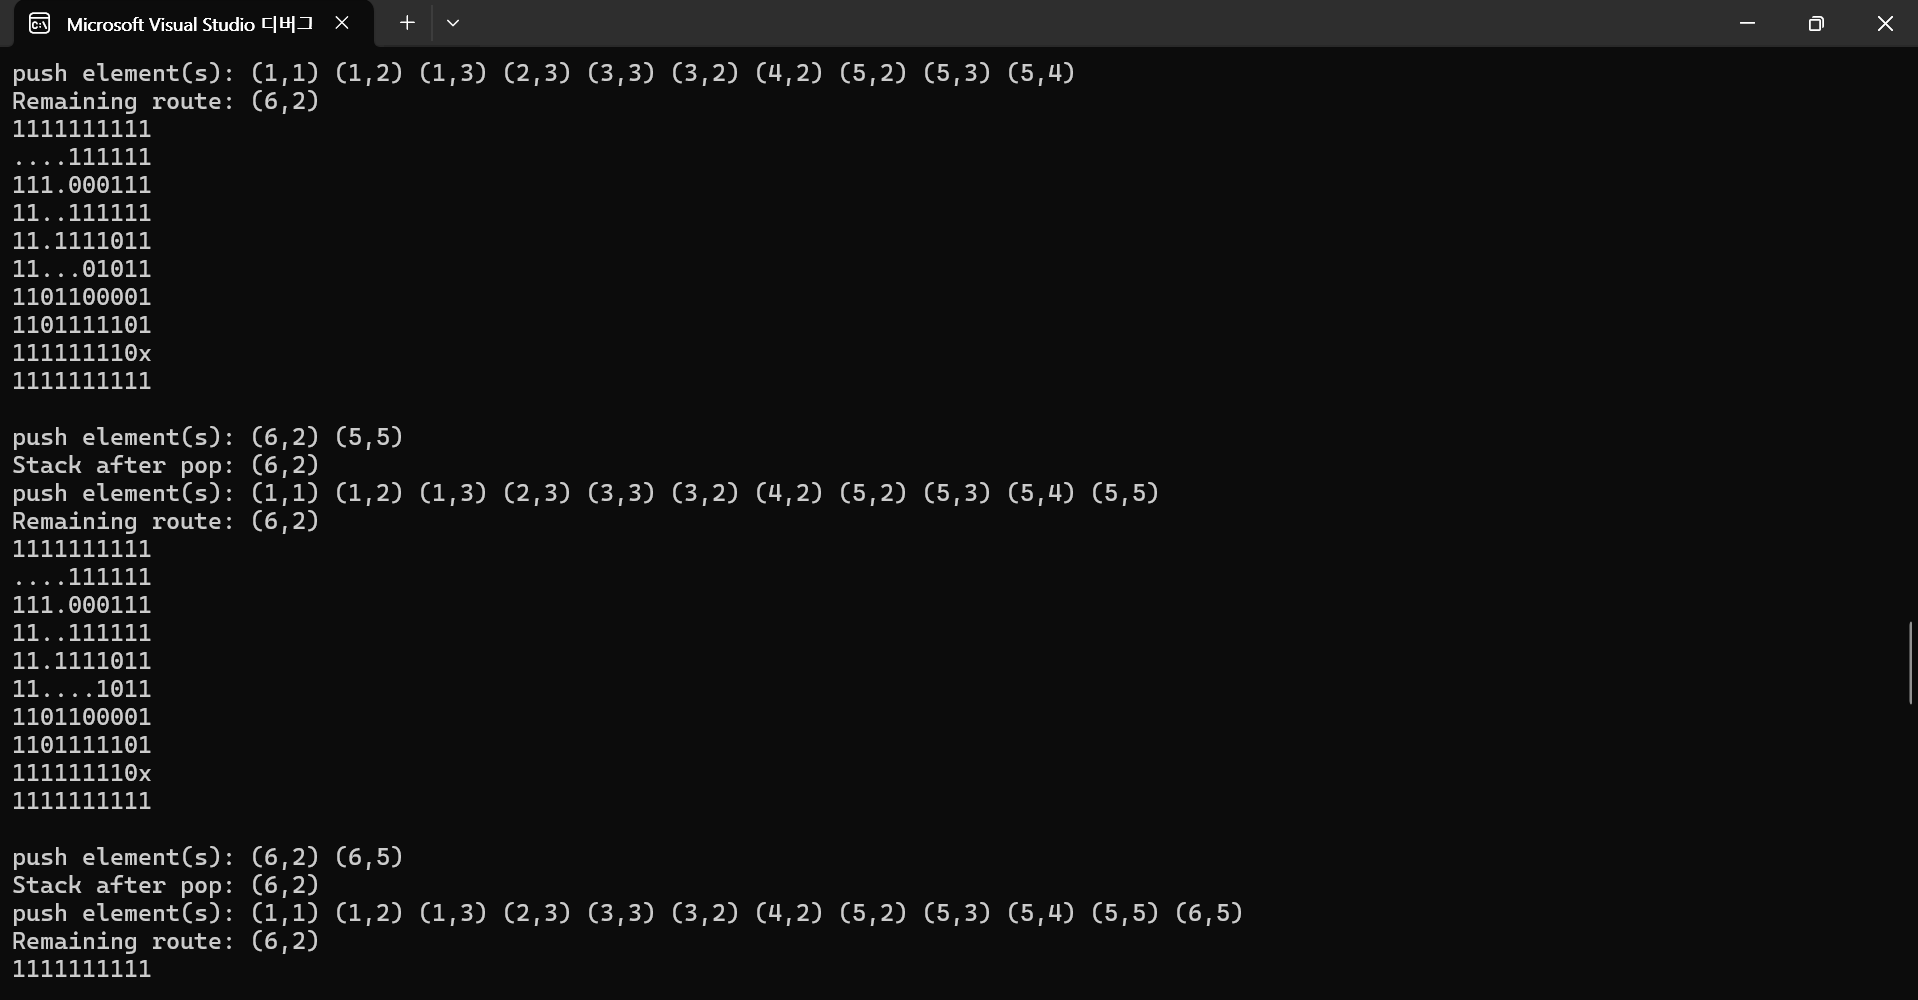 Microsoft Visual Studio 디버그
push element(s): (1,1) (1,2) (1,3) (2,3) (3,3) (3,2) (4,2) (5,2) (5,3) (5,4)
Remaining route: (6,2)
1111111111
....111111
111.000111
11..111111
11.1111011
11...01011
1101100001
1101111101
111111110x
1111111111
push element(s): (6,2) (5,5)
Stack after pop: (6,2)
push element(s): (1,1) (1,2) (1,3) (2,3) (3,3) (3,2) (4,2) (5,2) (5,3) (5,4) (5,5)
Remaining route: (6,2)
1111111111
....111111
111.000111
11..111111
11.1111011
11....1011
1101100001
1101111101
111111110x
1111111111
push element(s): (6,2) (6,5)
Stack after pop: (6,2)
push element(s): (1,1) (1,2) (1,3) (2,3) (3,3) (3,2) (4,2) (5,2) (5,3) (5,4) (5,5) (6,5)
Remaining route: (6,2)
1111111111